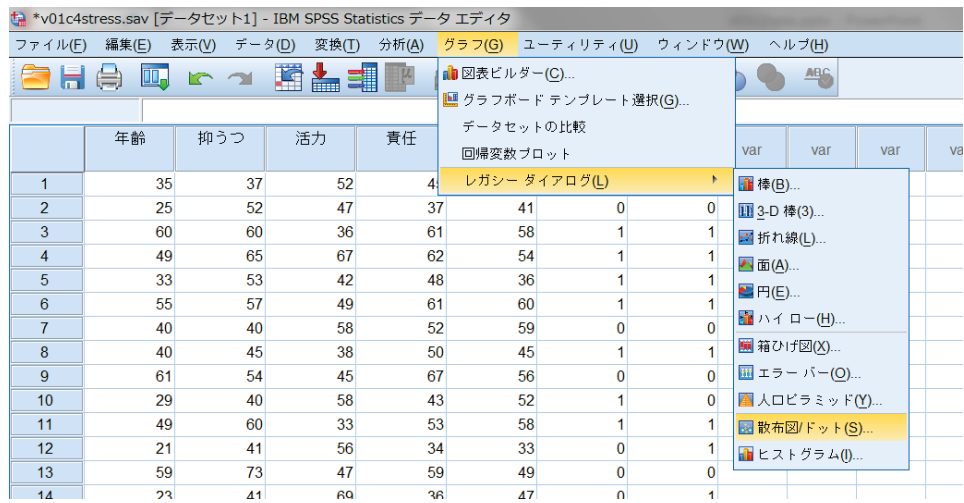 *v01c4stress.sav [データセット1] - IBM SPSS Statistics データ エディタ
ファイル(F) 編集(E) 表示(V) データ(D) 変換(T) 分析(A) グラフ(G) ユーティリティ(U) ウィンドウ(W) ヘルプ(H)
図表ビルダー(C)...
グラフボード テンプレート選択(G)...
データセットの比較
回帰変数プロット
レガシー ダイアログ(L)
棒(B)...
3-D 棒(3)...
折れ線(L)...
面(A)...
円(E)...
ハイ ロー(H)...
箱ひげ図(X)...
エラー バー(O)...
人口ピラミッド(Y)...
散布図/ドット(S)...
ヒストグラム(I)...
年齢 抑うつ 活力 責任 var var var
1 35 37 52
2 25 52 47 37 41 0 0
3 60 60 36 61 58 1 1
4 49 65 67 62 54 1 1
5 33 53 42 48 36 1 1
6 55 57 49 61 60 1 1
7 40 40 58 52 59 0 0
8 40 45 38 50 45 1 1
9 61 54 45 67 56 0 0
10 29 40 58 43 52 1 0
11 49 60 33 53 58 1 1
12 21 41 56 34 33 0 1
13 59 73 47 59 49 0 0
14 23 41 69 36 47 0 1